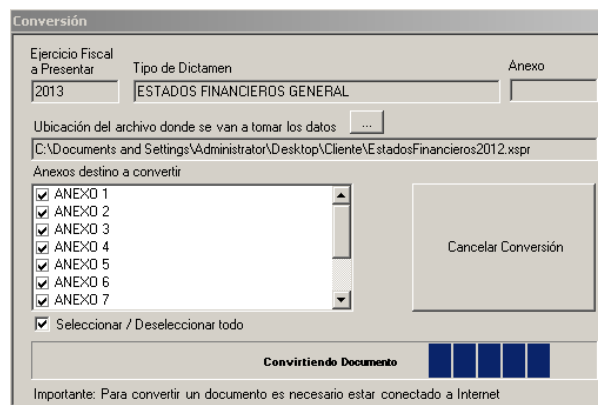 Conversión
Ejercicio Fiscal
a Presentar
Tipo de Dictamen
Anexo
2013
ESTADOS FINANCIEROS GENERAL
Ubicación del archivo donde se van a tomar los datos ...
C:\Documents and Settings\Administrator\Desktop\Cliente\EstadosFinancieros2012.xspr
Anexos destino a convertir
ANEXO 1
ANEXO 2
ANEXO 3
ANEXO 4
ANEXO 5
ANEXO 6
ANEXO 7
Cancelar Conversión
Seleccionar / Deseleccionar todo
Convirtiendo Documento
Importante: Para convertir un documento es necesario estar conectado a Internet